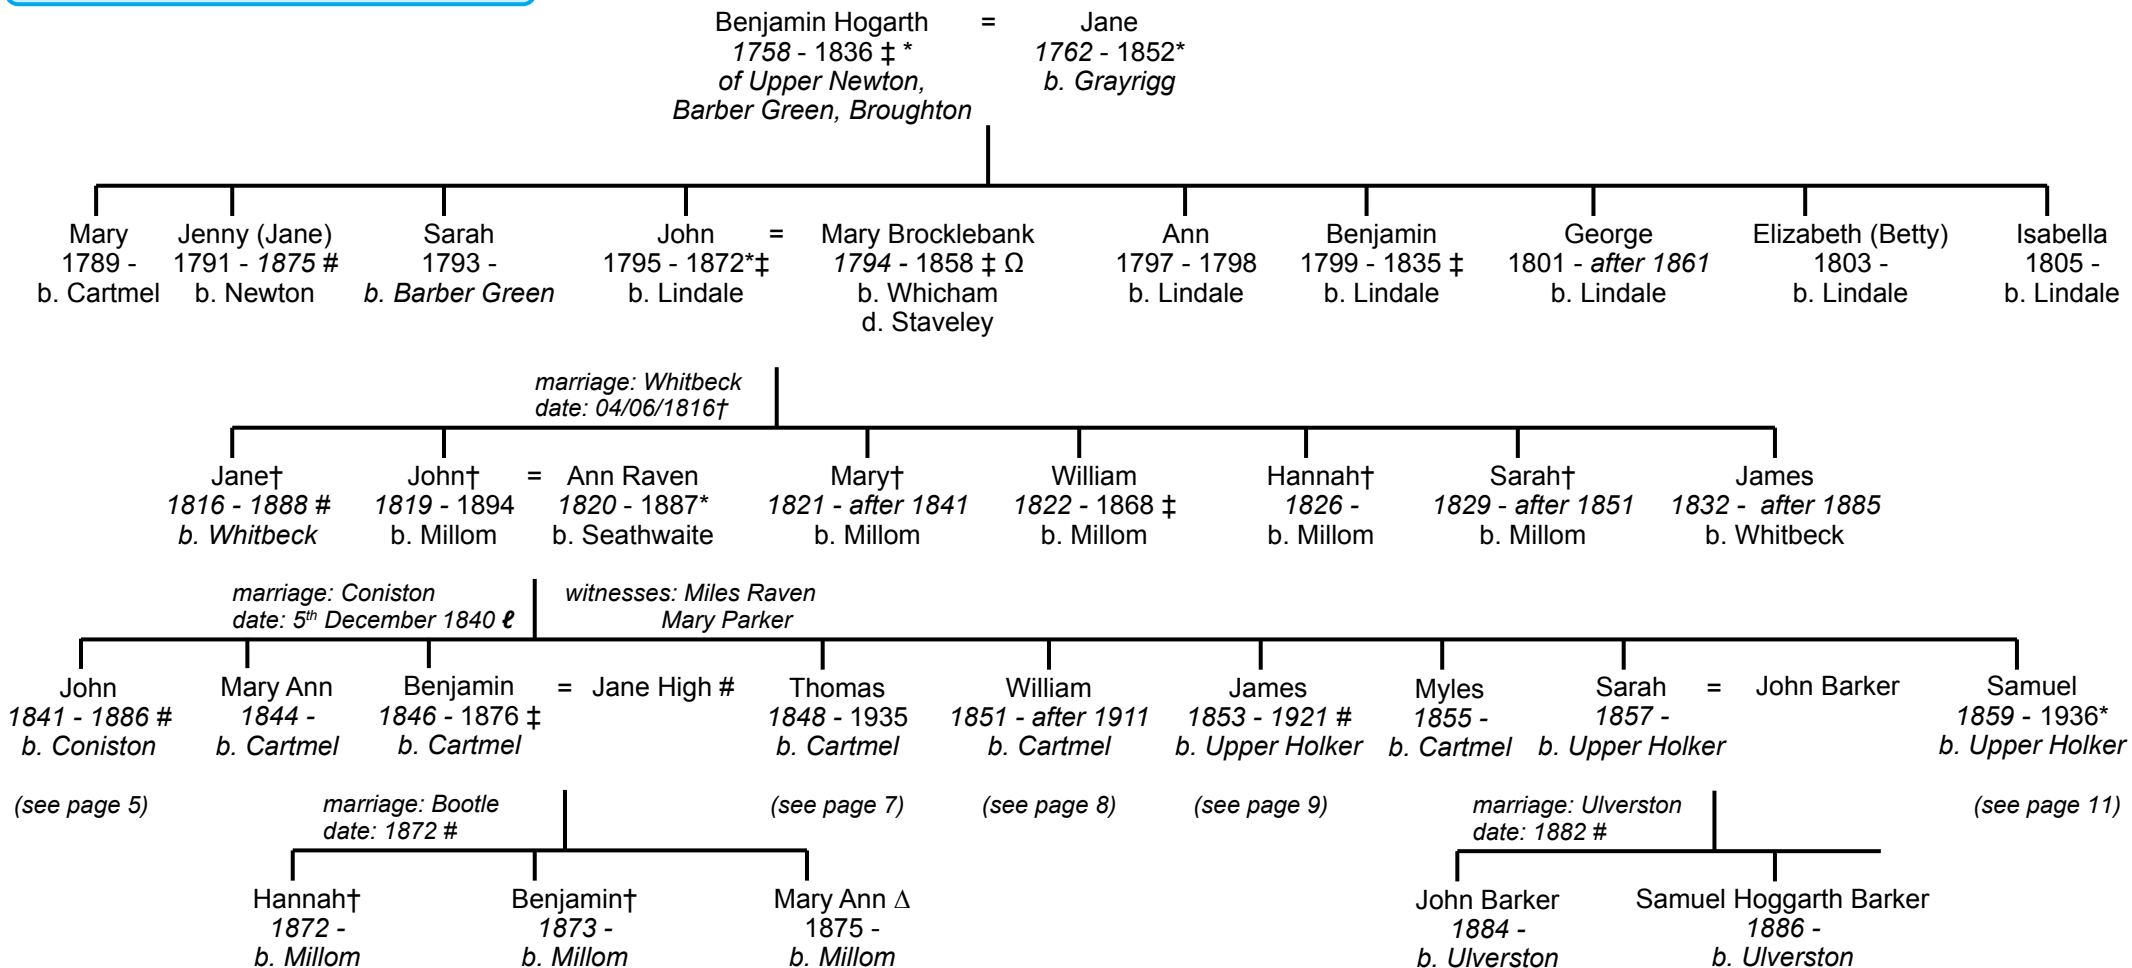 Benjamin Hogarth = Jane
1758 - 1836 ‡ * 1762 - 1852*
of Upper Newton, b. Grayrigg
Barber Green, Broughton
Mary Jenny (Jane) Sarah John = Mary Brocklebank Ann Benjamin George Elizabeth (Betty) Isabella
1789 - 1791 - 1875 # 1793 - 1795 - 1872*‡ 1794 - 1858 ‡ Ω 1797 - 1798 1799 - 1835 ‡ 1801 - after 1861 1803 - 1805 -
b. Cartmel b. Newton b. Barber Green b. Lindale b. Whicham b. Lindale b. Lindale b. Lindale b. Lindale b. Lindale
d. Staveley
marriage: Whitbeck
date: 04/06/1816†
Jane† John† = Ann Raven Mary† William Hannah† Sarah† James
1816 - 1888 # 1819 - 1894 1820 - 1887* 1821 - after 1841 1822 - 1868 ‡ 1826 - 1829 - after 1851 1832 - after 1885
b. Whitbeck b. Millom b. Seathwaite b. Millom b. Millom b. Millom b. Millom b. Whitbeck
marriage: Coniston witnesses: Miles Raven
date: 5th December 1840 ℓ Mary Parker
John Mary Ann Benjamin = Jane High # Thomas William James Myles Sarah = John Barker Samuel
1841 - 1886 # 1844 - 1846 - 1876 ‡ 1848 - 1935 1851 - after 1911 1853 - 1921 # 1855 - 1857 - 1859 - 1936*
b. Coniston b. Cartmel b. Cartmel b. Cartmel b. Cartmel b. Upper Holker b. Cartmel b. Upper Holker b. Upper Holker
(see page 5) marriage: Bootle (see page 7) (see page 8) (see page 9) marriage: Ulverston (see page 11)
date: 1872 # date: 1882 #
Hannah† Benjamin† Mary Ann Δ John Barker Samuel Hoggarth Barker
1872 - 1873 - 1875 - 1884 - 1886 -
b. Millom b. Millom b. Millom b. Ulverston b. Ulverston